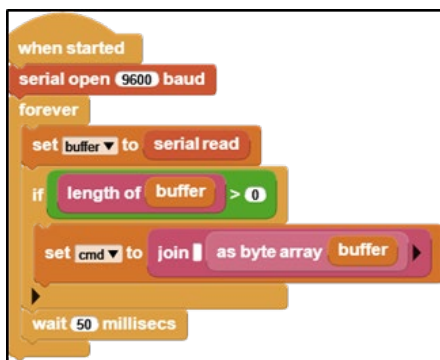 when started
serial open 9600 baud
forever
set buffer to serial read
if length of buffer > 0
set cmd to join as byte array buffer
wait 50 millisecs